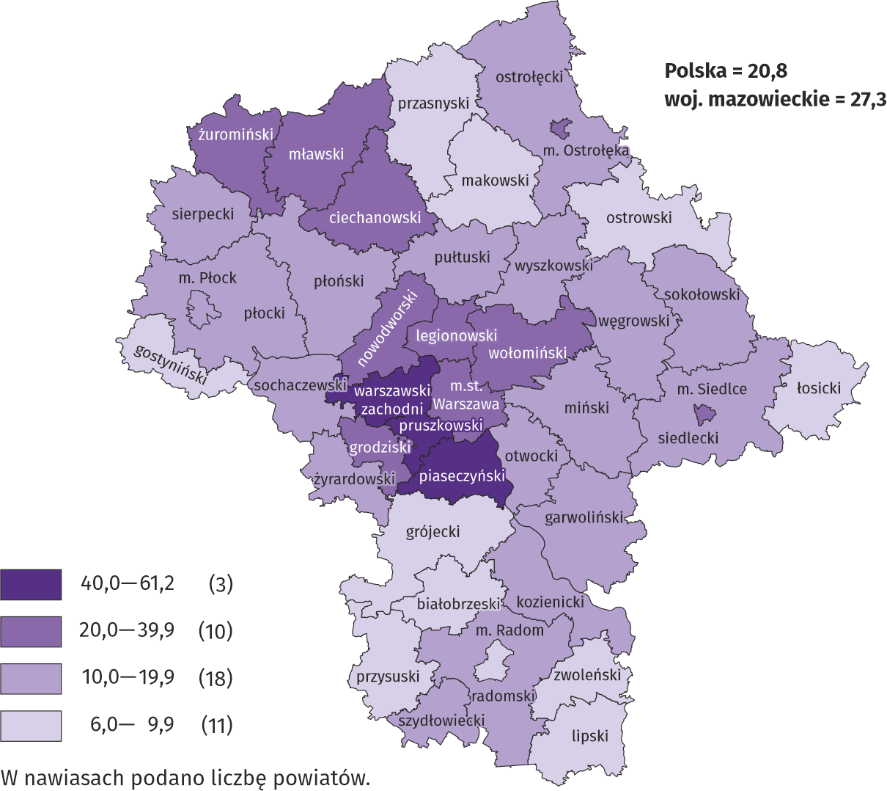 Polska = 20,8
woj. mazowieckie = 27,3
ostrołęcki
przasnyski
żuromiński
mławski
m. Ostrołęka
makowski
sierpecki
ciechanowski
ostrowski
pułtuski
wyszkowski
m. Płock
płoński
sokołowski
płocki
nowodworski
węgrowski
legionowski
wołomiński
gostyniński
sochaczewski
warszawski
zachodni
m.st.
Warszawa
m. Siedlce
łosicki
miński
pruszkowski
siedlecki
grodziski
otwocki
żyrardowski
piaseczyński
garwoliński
grójecki
białobrzeski
kozienicki
m. Radom
przysuski
zwoleński
radomski
szydłowiecki
lipski
40,0—61,2 (3)
20,0—39,9 (10)
10,0—19,9 (18)
6,0— 9,9 (11)
W nawiasach podano liczbę powiatów.